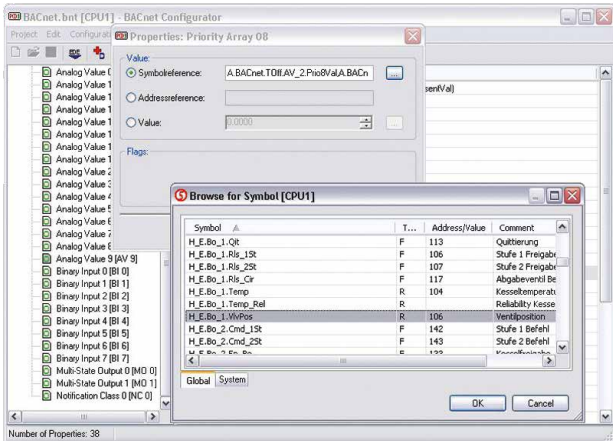 BACnet.bnt [CPU1] - BACnet Configurator
Project Edit Configurati
Properties: Priority Array 08
Value:
Symbolreference: A.BACnet.TOff.AV_2.Prio8Val,A.BACn ...
Addressreference:
Value: 0.0000 ...
Flags:
sentVal)
Analog Value
Analog Value 1
Analog Value 1
Analog Value 1
Analog Value 1
Analog Value 1
Analog Value 1
Analog Value 1
Analog Value 2
Analog Value 3
Analog Value 4
Analog Value 5
Analog Value 6
Analog Value 7
Analog Value 8
Analog Value 9 [AV 9]
Binary Input 0 [BI 0]
Binary Input 1 [BI 1]
Binary Input 2 [BI 2]
Binary Input 3 [BI 3]
Binary Input 4 [BI 4]
Binary Input 5 [BI 5]
Binary Input 6 [BI 6]
Binary Input 7 [BI 7]
Multi-State Output 0 [MO 0]
Multi-State Output 1 [MO 1]
Notification Class 0 [NC 0]
Browse for Symbol [CPU1]
Symbol T... Address/Value Comment
H_E.Bo_1.Qit F 113 Quittierung
H_E.Bo_1.Rls_1St F 106 Stufe 1 Freigabe
H_E.Bo_1.Rls_2St F 107 Stufe 2 Freigabe
H_E.Bo_1.Rls_Cir F 117 Abgabeventil Be
H_E.Bo_1.Temp R 104 Kesseltemperatu
H_E.Bo_1.Temp_Rel R Reliability Kesse
H_E.Bo_1.VlvPos R 106 Ventilposition
H_E.Bo_2.Cmd_1St F 142 Stufe 1 Befehl
H_E.Bo_2.Cmd_2St F 143 Stufe 2 Befehl
Global System
OK Cancel
Number of Properties: 38